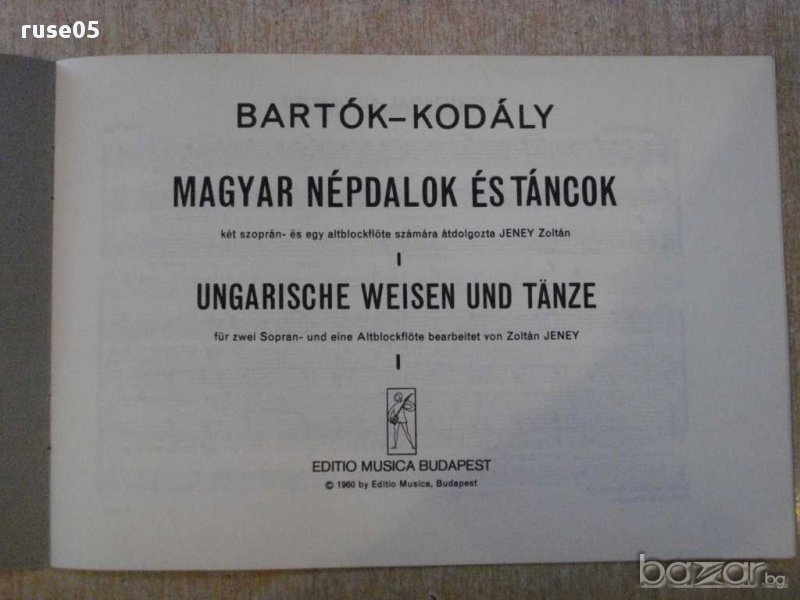 ruse05
BARTÓK–KODÁLY
MAGYAR NÉPDALOK ÉS TÁNCOK
két szoprán- és egy altblockflöte számára átdolgozta JENEY Zoltán
I
UNGARISCHE WEISEN UND TÄNZE
für zwei Sopran- und eine Altblockflöte bearbeitet von Zoltán JENEY
I
EDITIO MUSICA BUDAPEST
© 1960 by Editio Musica, Budapest
bazar.bg